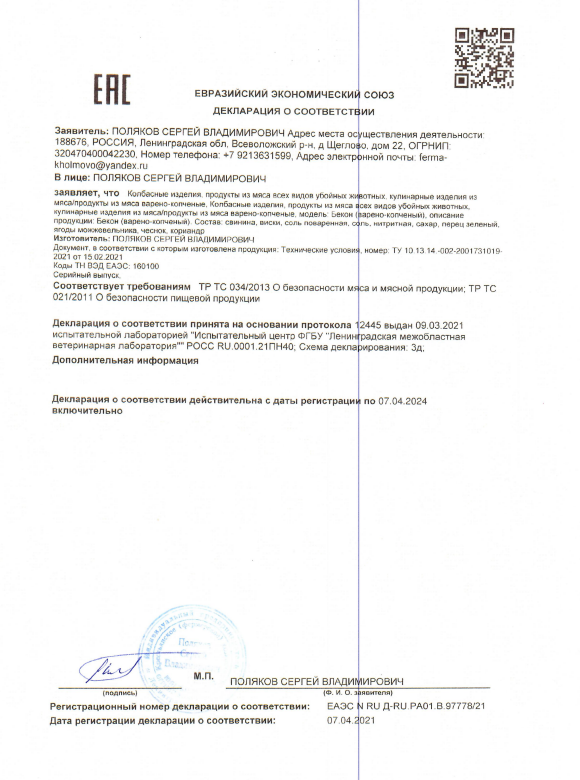 EAC
ЕВРАЗИЙСКИЙ ЭКОНОМИЧЕСКИЙ СОЮЗ
ДЕКЛАРАЦИЯ О СООТВЕТСТВИИ
Заявитель: ПОЛЯКОВ СЕРГЕЙ ВЛАДИМИРОВИЧ Адрес места осуществления деятельности:
188676, РОССИЯ, Ленинградская обл, Всеволожский р-н, д Щеглово, дом 22, ОГРНИП:
320470400042230, Номер телефона: +7 9213631599, Адрес электронной почты: ferma-
kholmovo@yandex.ru
В лице: ПОЛЯКОВ СЕРГЕЙ ВЛАДИМИРОВИЧ
заявляет, что Колбасные изделия, продукты из мяса всех видов убойных животных, кулинарные изделия из
мяса/продукты из мяса варено-копченые, Колбасные изделия, продукты из мяса всех видов убойных животных,
кулинарные изделия из мяса/продукты из мяса варено-копченые, модель: Бекон (варено-копченый), описание
продукции: Бекон (варено-копченый). Состав: свинина, виски, соль поваренная, соль, нитритная, сахар, перец зеленый,
ягоды можжевельника, чеснок, кориандр
Изготовитель: ПОЛЯКОВ СЕРГЕЙ ВЛАДИМИРОВИЧ
Документ, в соответствии с которым изготовлена продукция: Технические условия, номер: ТУ 10.13.14.-002-2001731019-
2021 от 15.02.2021
Коды ТН ВЭД ЕАЭС: 160100
Серийный выпуск,
Соответствует требованиям ТР ТС 034/2013 О безопасности мяса и мясной продукции; ТР ТС
021/2011 О безопасности пищевой продукции
Декларация о соответствии принята на основании протокола 12445 выдан 09.03.2021
испытательной лабораторией "Испытательный центр ФГБУ "Ленинградская межобластная
ветеринарная лаборатория"" РОСС RU.0001.21ПН40; Схема декларирования: 3д;
Дополнительная информация
Декларация о соответствии действительна с даты регистрации по 07.04.2024
включительно
М.П.
ПОЛЯКОВ СЕРГЕЙ ВЛАДИМИРОВИЧ
(подпись)
(Ф. И. О. заявителя)
Регистрационный номер декларации о соответствии: ЕАЭС N RU Д-RU.РА01.В.97778/21
Дата регистрации декларации о соответствии: 07.04.2021